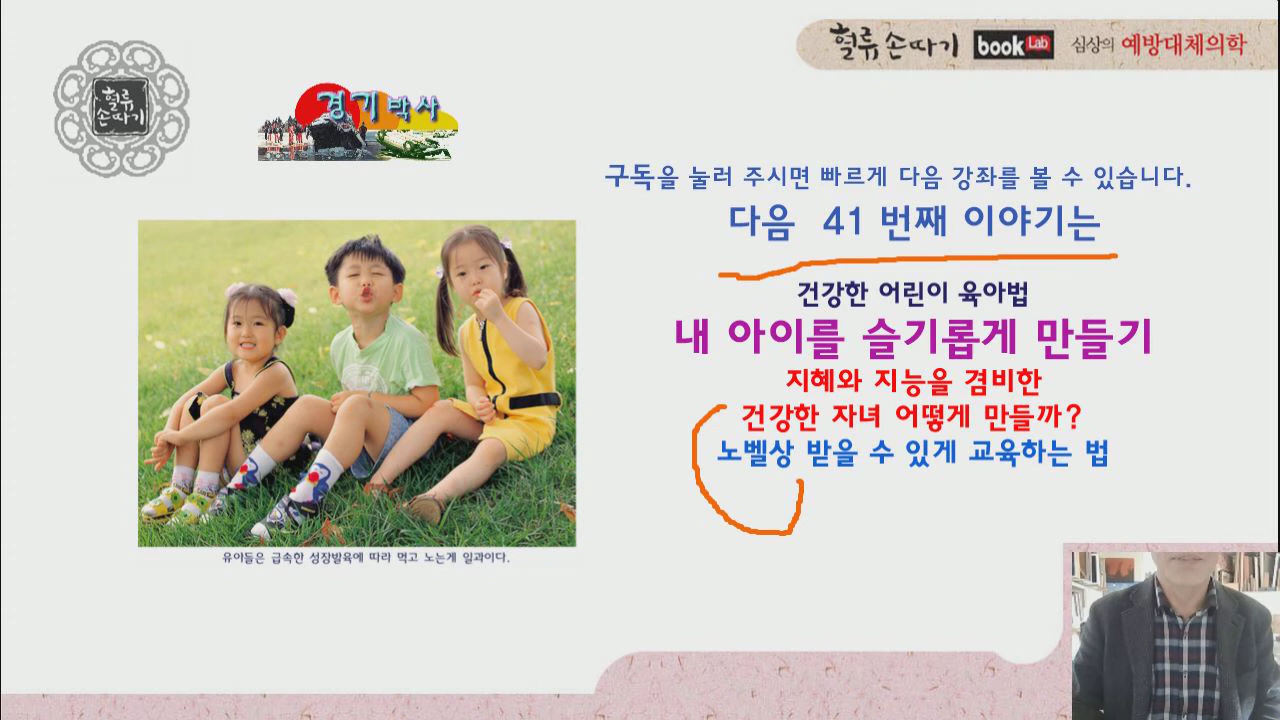 혈류
손따기
경기박사
혈류 손따기 book Lab 심상의 예방대체의학
구독을 눌러 주시면 빠르게 다음 강좌를 볼 수 있습니다.
다음 41 번째 이야기는
건강한 어린이 육아법
내 아이를 슬기롭게 만들기
지혜와 지능을 겸비한
건강한 자녀 어떻게 만들까?
노벨상 받을 수 있게 교육하는 법
유아들은 급속한 성장발육에 따라 먹고 노는게 일과이다.